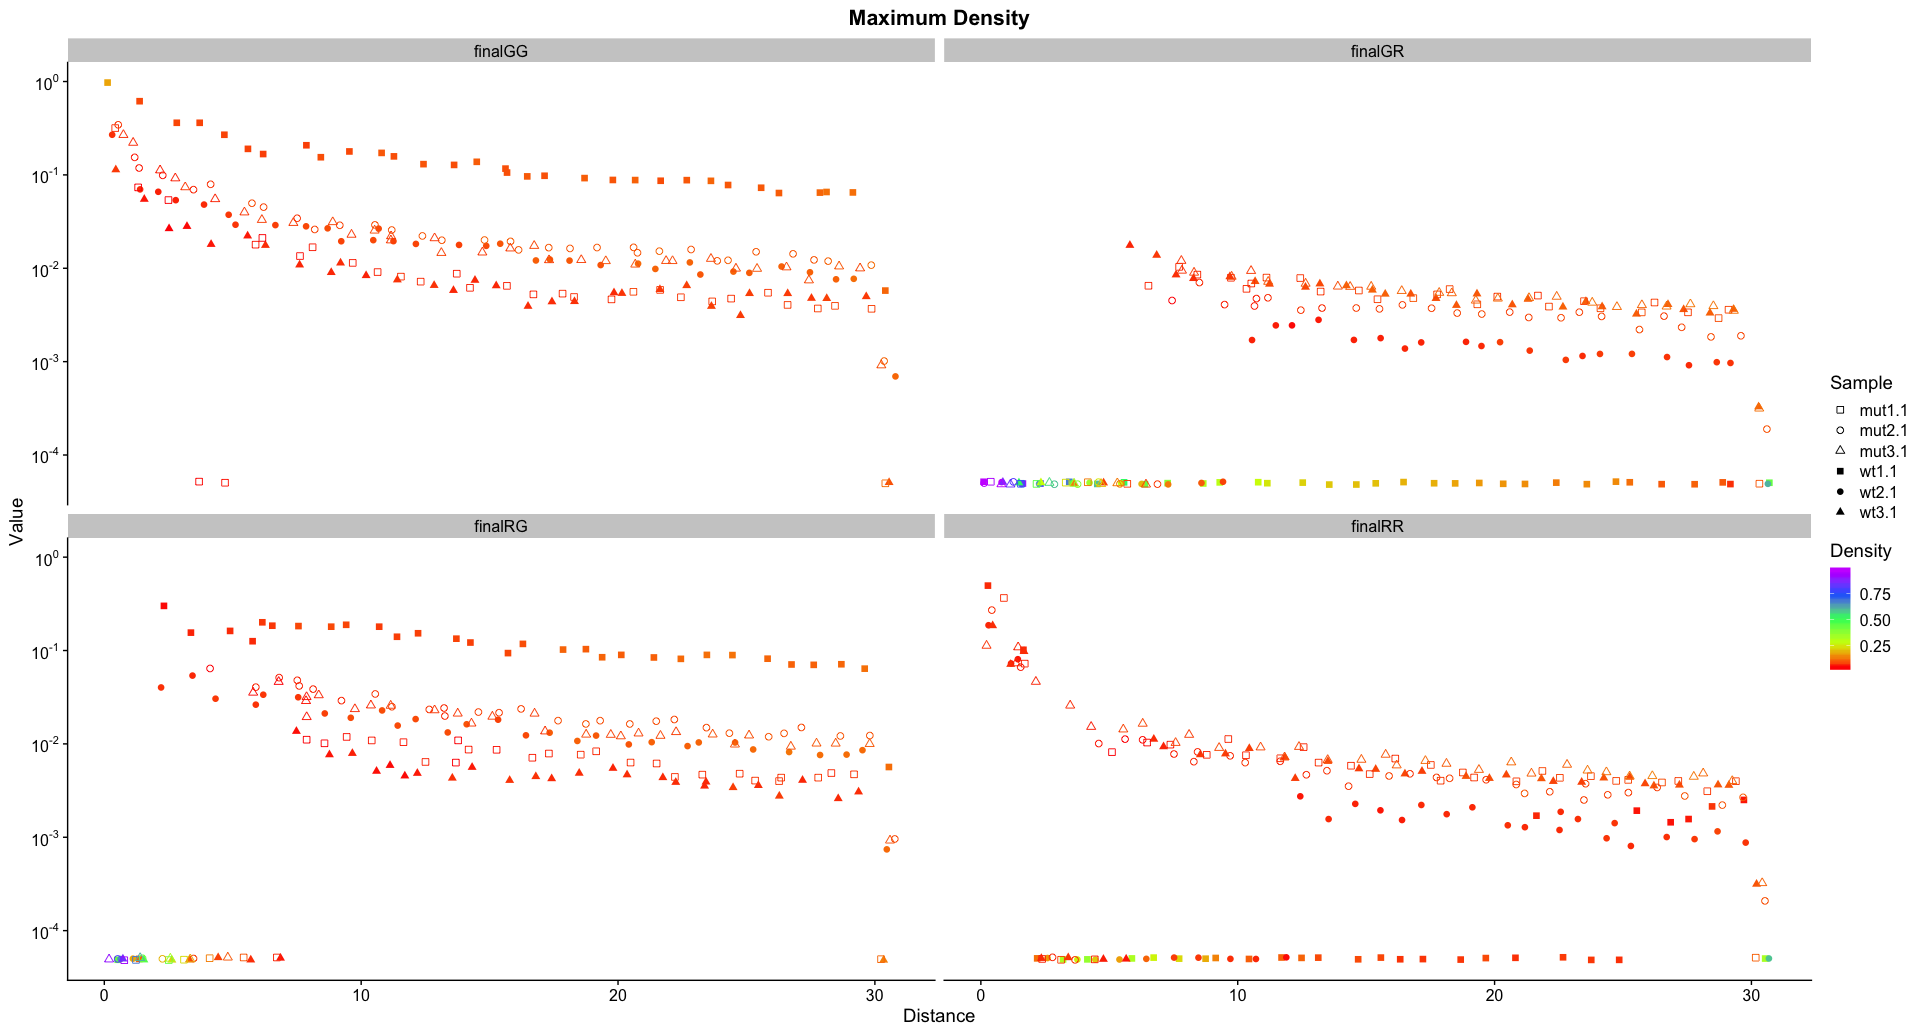 Maximum Density
finalGG
finalGR
10^0
10^-1
10^-2
10^-3
10^-4
finalRG
finalRR
10^0
10^-1
10^-2
10^-3
10^-4
Value
0 10 20 30
0 10 20 30
Distance
Sample
mut1.1
mut2.1
mut3.1
wt1.1
wt2.1
wt3.1
Density
0.75
0.50
0.25